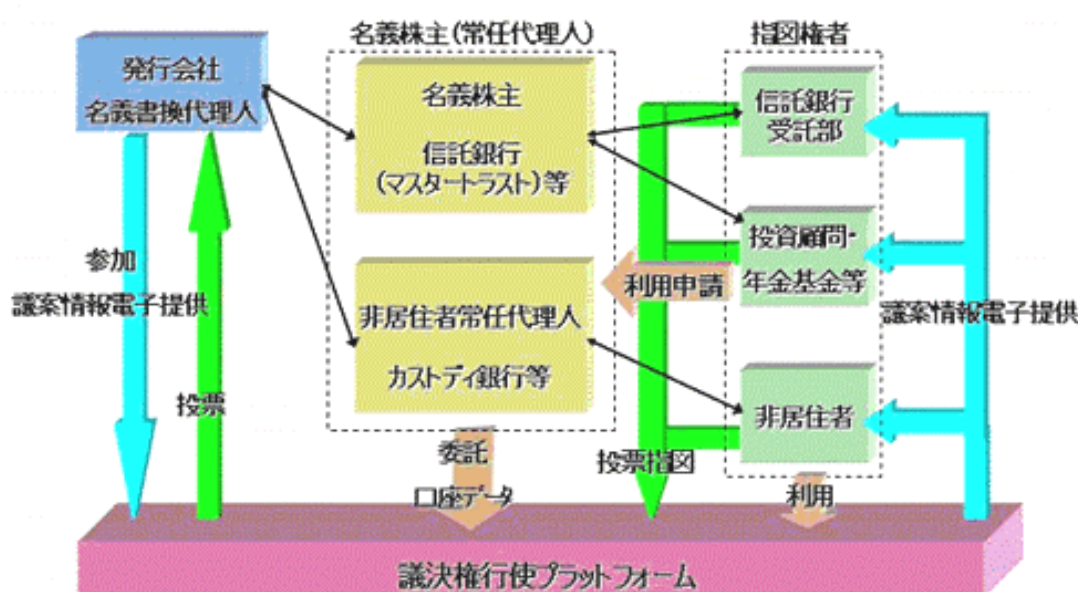 名義株主(常任代理人)
指図権者
発行会社
名義書換代理人
名義株主
信託銀行
(マスタートラスト)等
信託銀行
受託部
投資顧問・
年金基金等
利用申請
参加
議案情報電子提供
議案情報電子提供
非居住者常任代理人
カストディ銀行等
投票
非居住者
委託
口座データ
投票指図
利用
議決権行使プラットフォーム